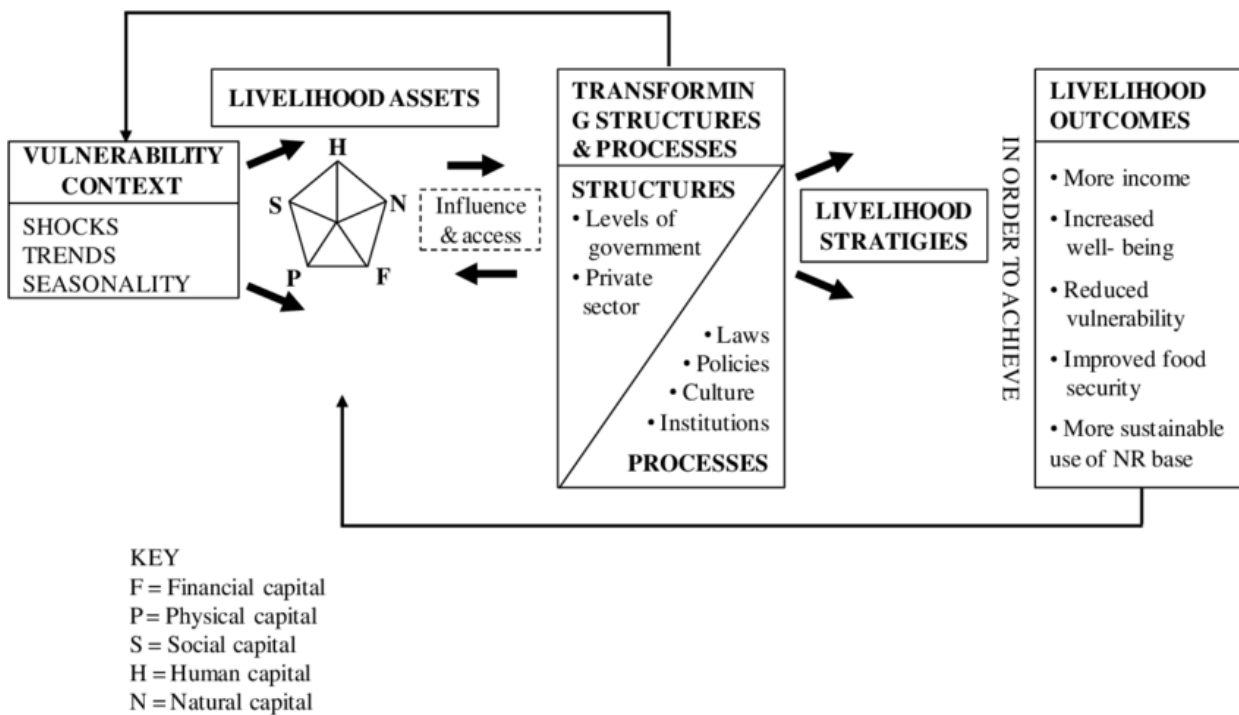 LIVELIHOOD ASSETS
VULNERABILITY
CONTEXT
SHOCKS
TRENDS
SEASONALITY
H
S
N
P
F
Influence
& access
TRANSFORMIN
G STRUCTURES
& PROCESSES
STRUCTURES
• Levels of
government
• Private
sector
• Laws
• Policies
• Culture
• Institutions
PROCESSES
LIVELIHOOD
STRATIGIES
IN ORDER TO ACHIEVE
LIVELIHOOD
OUTCOMES
• More income
• Increased
well- being
• Reduced
vulnerability
• Improved food
security
• More sustainable
use of NR base
KEY
F = Financial capital
P = Physical capital
S = Social capital
H = Human capital
N = Natural capital